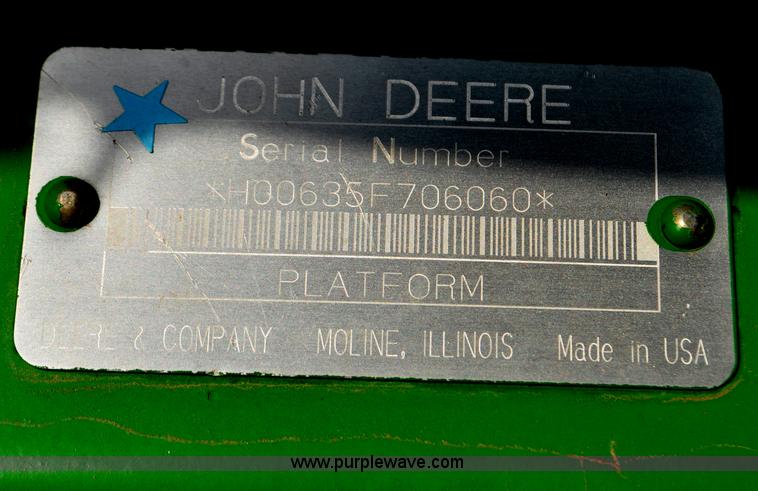 JOHN DEERE
Serial Number
*H00635F706060*
PLATFORM
DEERE & COMPANY MOLINE, ILLINOIS Made in USA
www.purplewave.com